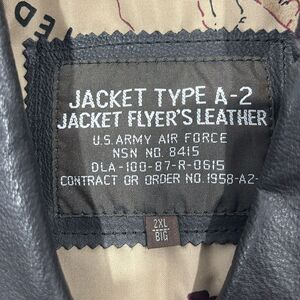 JACKET TYPE A-2
JACKET FLYER'S LEATHER
U.S. ARMY AIR FORCE
NSN NO. 8415
DLA-100-87-R-0615
CONTRACT OR ORDER NO. 1958-A2-
2XL
BIG